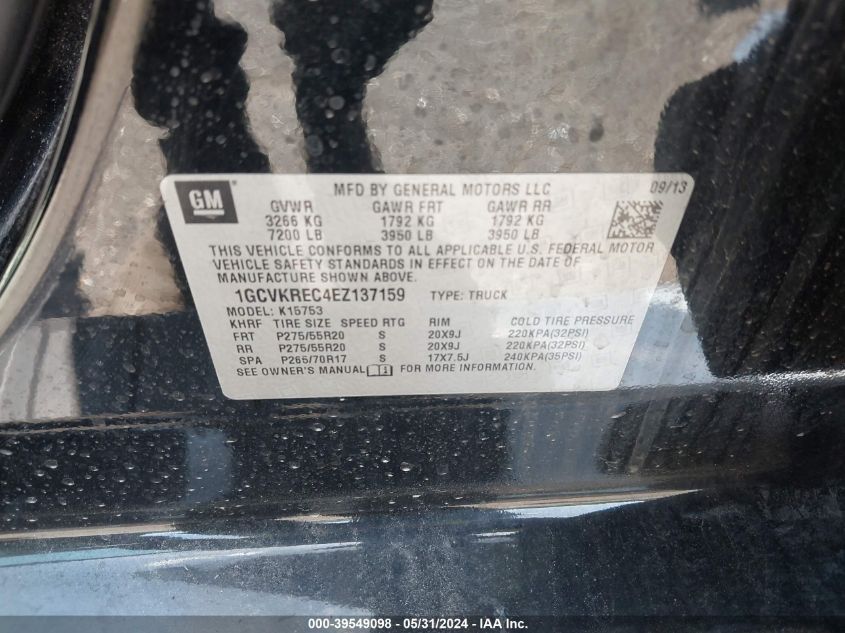 GM
MFD BY GENERAL MOTORS LLC 09/13
GVWR GAWR FRT GAWR RR
3266 KG 1792 KG 1792 KG
7200 LB 3950 LB 3950 LB
THIS VEHICLE CONFORMS TO ALL APPLICABLE U.S. FEDERAL MOTOR
VEHICLE SAFETY STANDARDS IN EFFECT ON THE DATE OF
MANUFACTURE SHOWN ABOVE.
1GCVKREC4EZ137159 TYPE: TRUCK
MODEL: K15753
KHRF TIRE SIZE SPEED RTG RIM COLD TIRE PRESSURE
FRT P275/55R20 S 20X9J 220KPA(32PSI)
RR P275/55R20 S 20X9J 220KPA(32PSI)
SPA P265/70R17 S 17X7.5J 240KPA(35PSI)
SEE OWNER'S MANUAL FOR MORE INFORMATION.
000-39549098 - 05/31/2024 - IAA Inc.